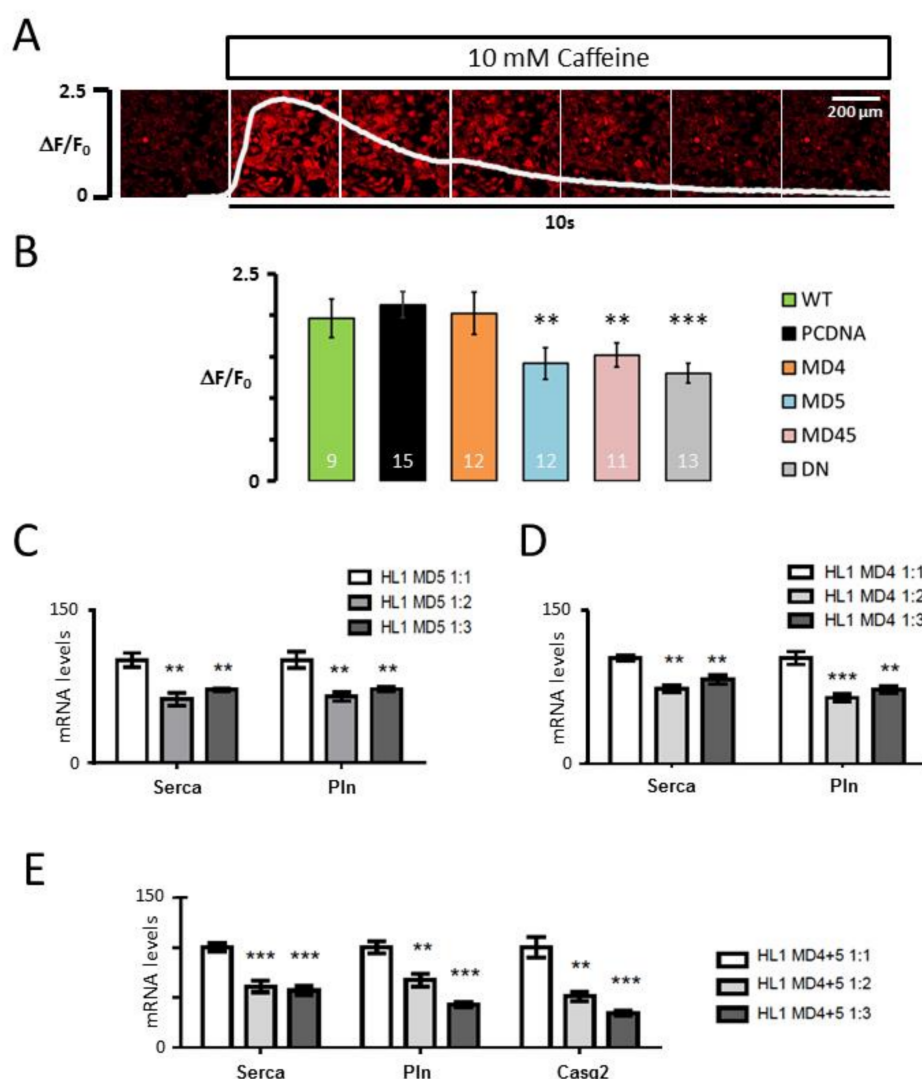 A
10 mM Caffeine
2.5
ΔF/F0
0
200 µm
10s
B
2.5
ΔF/F0
0
** ** ***
9 15 12 12 11 13
WT
PCDNA
MD4
MD5
MD45
DN
C
HL1 MD5 1:1
HL1 MD5 1:2
HL1 MD5 1:3
150
mRNA levels
0
** ** ** **
Serca Pln
D
HL1 MD4 1:1
HL1 MD4 1:2
HL1 MD4 1:3
150
mRNA levels
0
** ** *** **
Serca Pln
E
150
mRNA levels
0
*** *** ** *** ** ***
Serca Pln Casq2
HL1 MD4+5 1:1
HL1 MD4+5 1:2
HL1 MD4+5 1:3